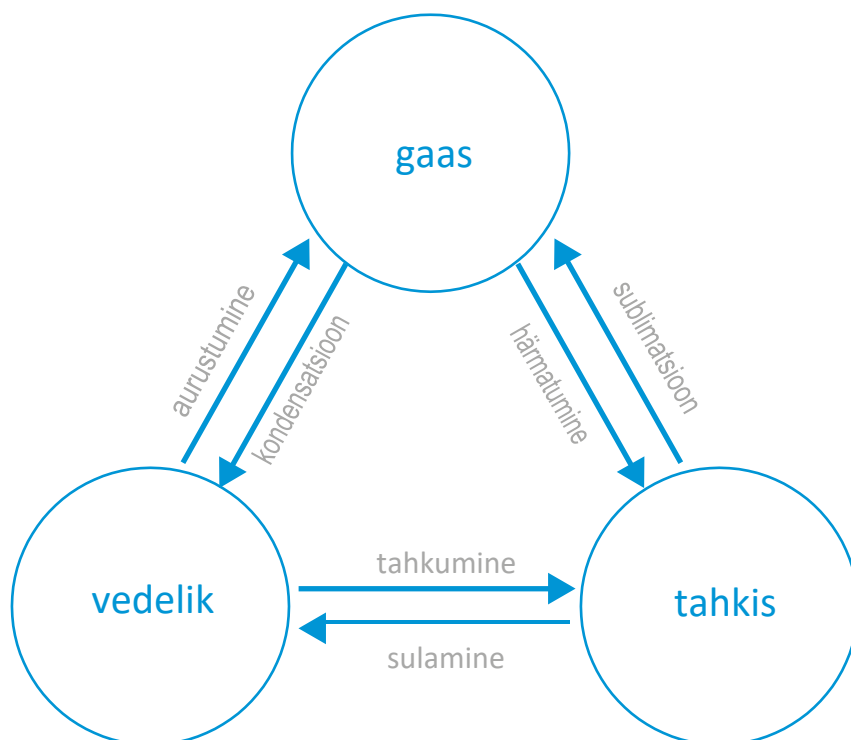 gaas
aurustumine
kondensatsioon
härmatumine
sublimatsioon
vedelik
tahkumine
sulamine
tahkis